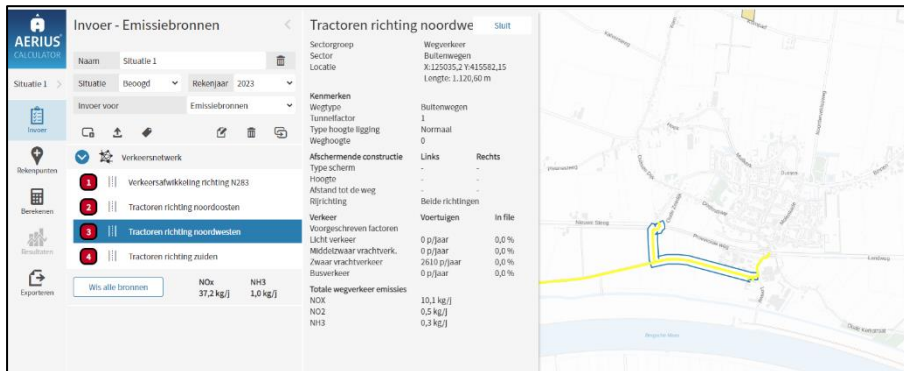 AERIUS
CALCULATOR
Situatie 1
Invoer
Rekenpunten
Berekenen
Resultaten
Exporteren
Invoer - Emissiebronnen
Naam Situatie 1
Situatie Beoogd Rekenjaar 2023
Invoer voor Emissiebronnen
Verkeersnetwerk
1 Verkeersafwikkeling richting N283
2 Tractoren richting noordoosten
3 Tractoren richting noordwesten
4 Tractoren richting zuiden
Wis alle bronnen
NOx NH3
37,2 kg/j 1,0 kg/j
Tractoren richting noordwe Sluit
Sectorgroep Wegverkeer
Sector Buitenwegen
Locatie X:125035,2 Y:415582,15
Lengte: 1.120,60 m
Kenmerken
Wegtype Buitenwegen
Tunnelfactor 1
Type hoogte ligging Normaal
Weghoogte 0
Afschermende constructie Links Rechts
Type scherm - -
Hoogte - -
Afstand tot de weg - -
Rijrichting Beide richtingen
Verkeer Voertuigen In file
Voorgeschreven factoren
Licht verkeer 0 p/jaar 0,0 %
Middelzwaar vrachtverk. 0 p/jaar 0,0 %
Zwaar vrachtverkeer 2610 p/jaar 0,0 %
Busverkeer 0 p/jaar 0,0 %
Totale wegverkeer emissies
NOX 10,1 kg/j
NO2 0,5 kg/j
NH3 0,3 kg/j
Nieuwe Steeg
Provinciale weg
Landweg
Bergsche Maas